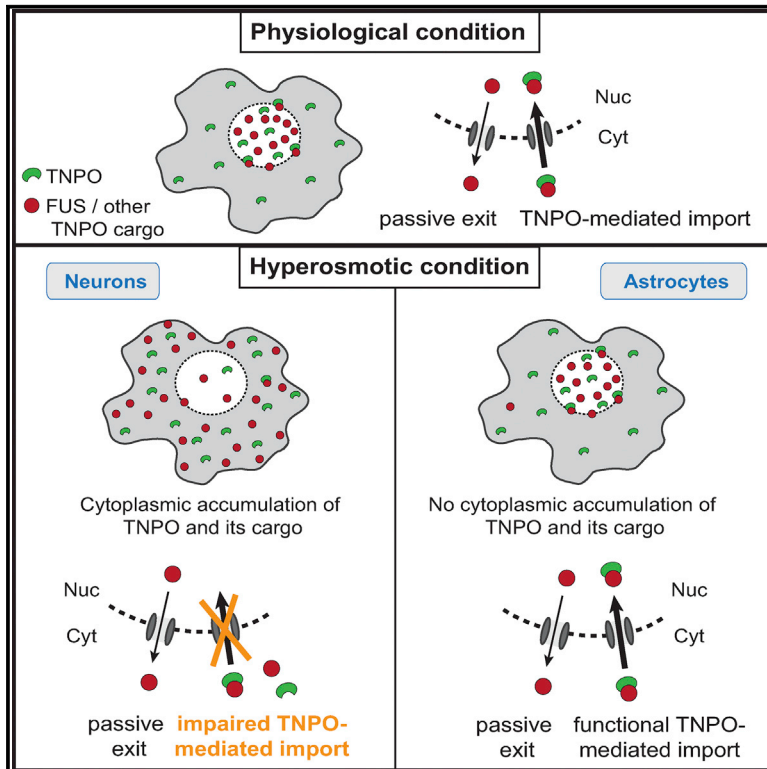 Physiological condition
Nuc
Cyt
TNPO
FUS / other
TNPO cargo
passive exit
TNPO-mediated import
Hyperosmotic condition
Neurons
Cytoplasmic accumulation of
TNPO and its cargo
Nuc
Cyt
passive
exit
impaired TNPO-
mediated import
Astrocytes
No cytoplasmic accumulation of
TNPO and its cargo
Nuc
Cyt
passive
exit
functional TNPO-
mediated import